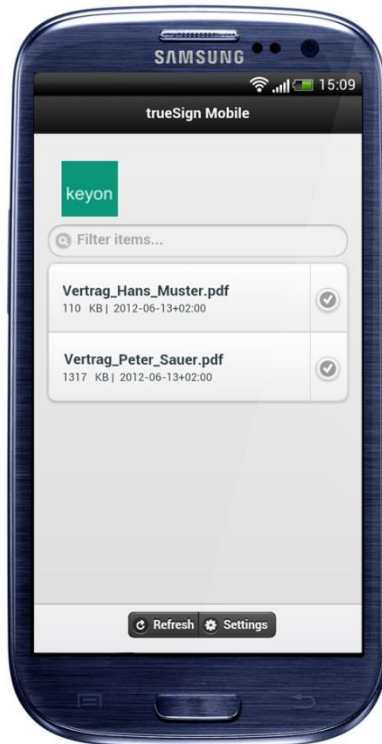 SAMSUNG
15:09
trueSign Mobile
keyon
Filter items...
Vertrag_Hans_Muster.pdf
110 KB | 2012-06-13+02:00
Vertrag_Peter_Sauer.pdf
1317 KB | 2012-06-13+02:00
Refresh Settings